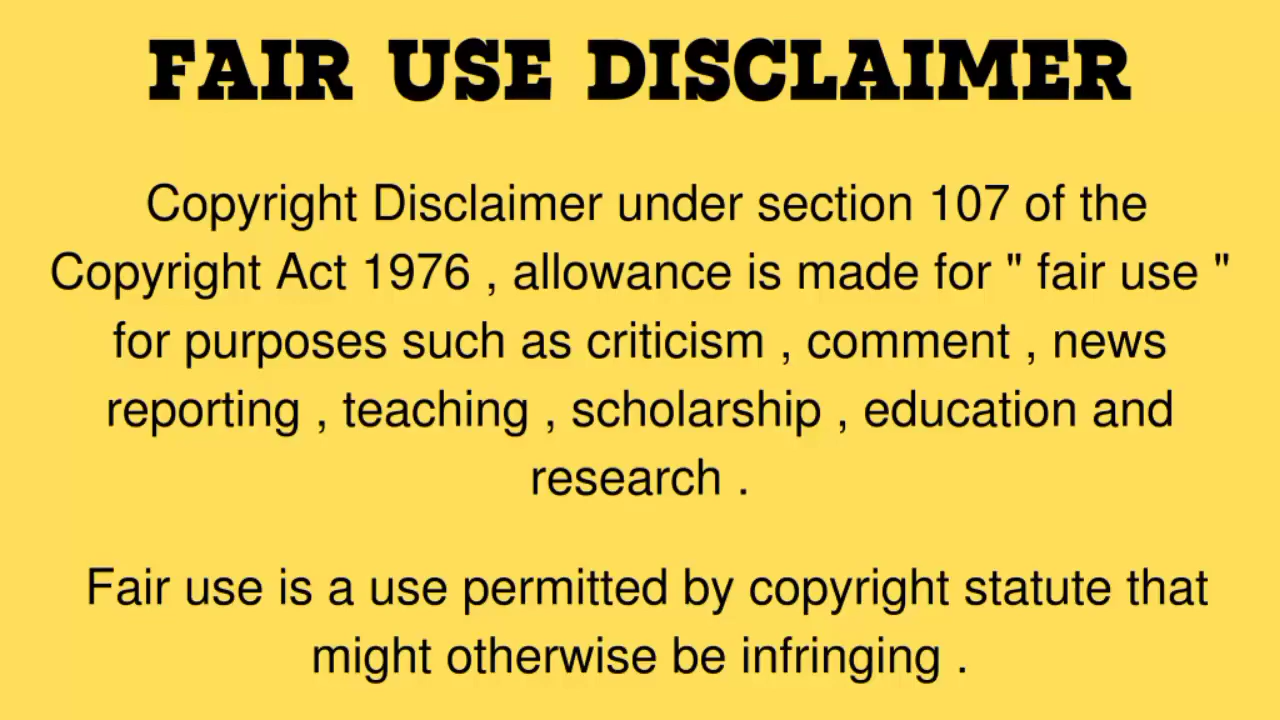 FAIR USE DISCLAIMER
Copyright Disclaimer under section 107 of the
Copyright Act 1976 , allowance is made for " fair use "
for purposes such as criticism , comment , news
reporting , teaching , scholarship , education and
research .
Fair use is a use permitted by copyright statute that
might otherwise be infringing .